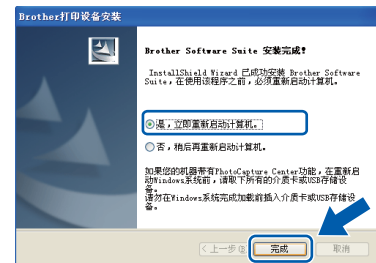 Brother打印设备安装
Brother Software Suite 安装完成!
InstallShield Wizard 已成功安装 Brother Software
Suite，在使用该程序之前，必须重新启动计算机。
是，立即重新启动计算机。
否，稍后再重新启动计算机。
如果您的机器带有PhotoCapture Center功能，在重新启
动Windows系统前，请取下所有的介质卡或USB存储设
备。
请勿在Windows系统完成加载前插入介质卡或USB存储设
备。
<上一步(B) 完成 取消